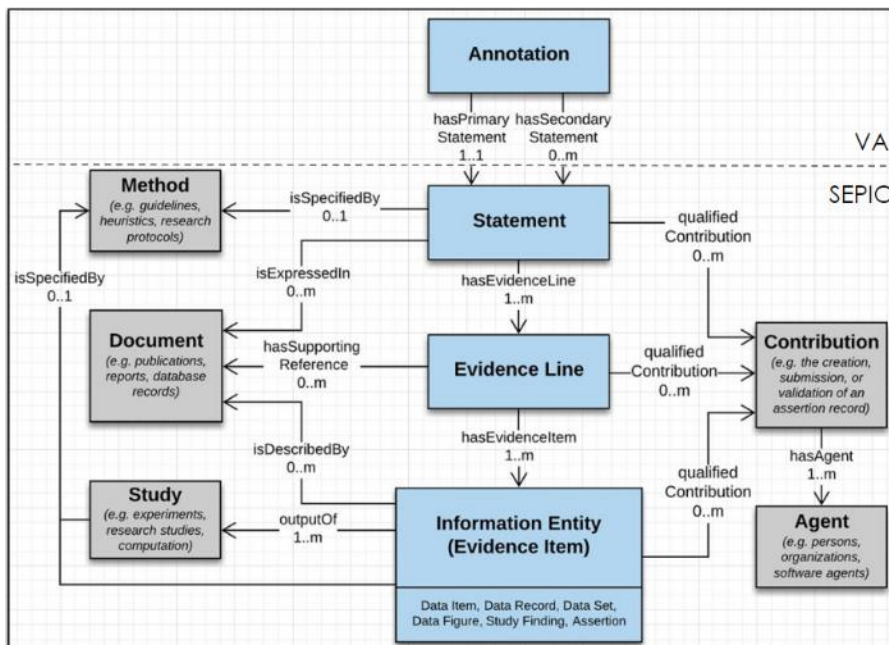 Annotation
hasPrimary
Statement
1..1
hasSecondary
Statement
0..m
VA
SEPIO
Method
(e.g. guidelines,
heuristics, research
protocols)
isSpecifiedBy
0..1
Statement
qualified
Contribution
0..m
isSpecifiedBy
0..1
isExpressedIn
0..m
hasEvidenceLine
1..m
Document
(e.g. publications,
reports, database
records)
hasSupporting
Reference
0..m
Evidence Line
qualified
Contribution
0..m
Contribution
(e.g. the creation,
submission, or
validation of an
assertion record)
isDescribedBy
0..m
hasEvidenceItem
1..m
qualified
Contribution
0..m
hasAgent
1..m
Study
(e.g. experiments,
research studies,
computation)
outputOf
1..m
Information Entity
(Evidence Item)
Agent
(e.g. persons,
organizations,
software agents)
Data Item, Data Record, Data Set,
Data Figure, Study Finding, Assertion